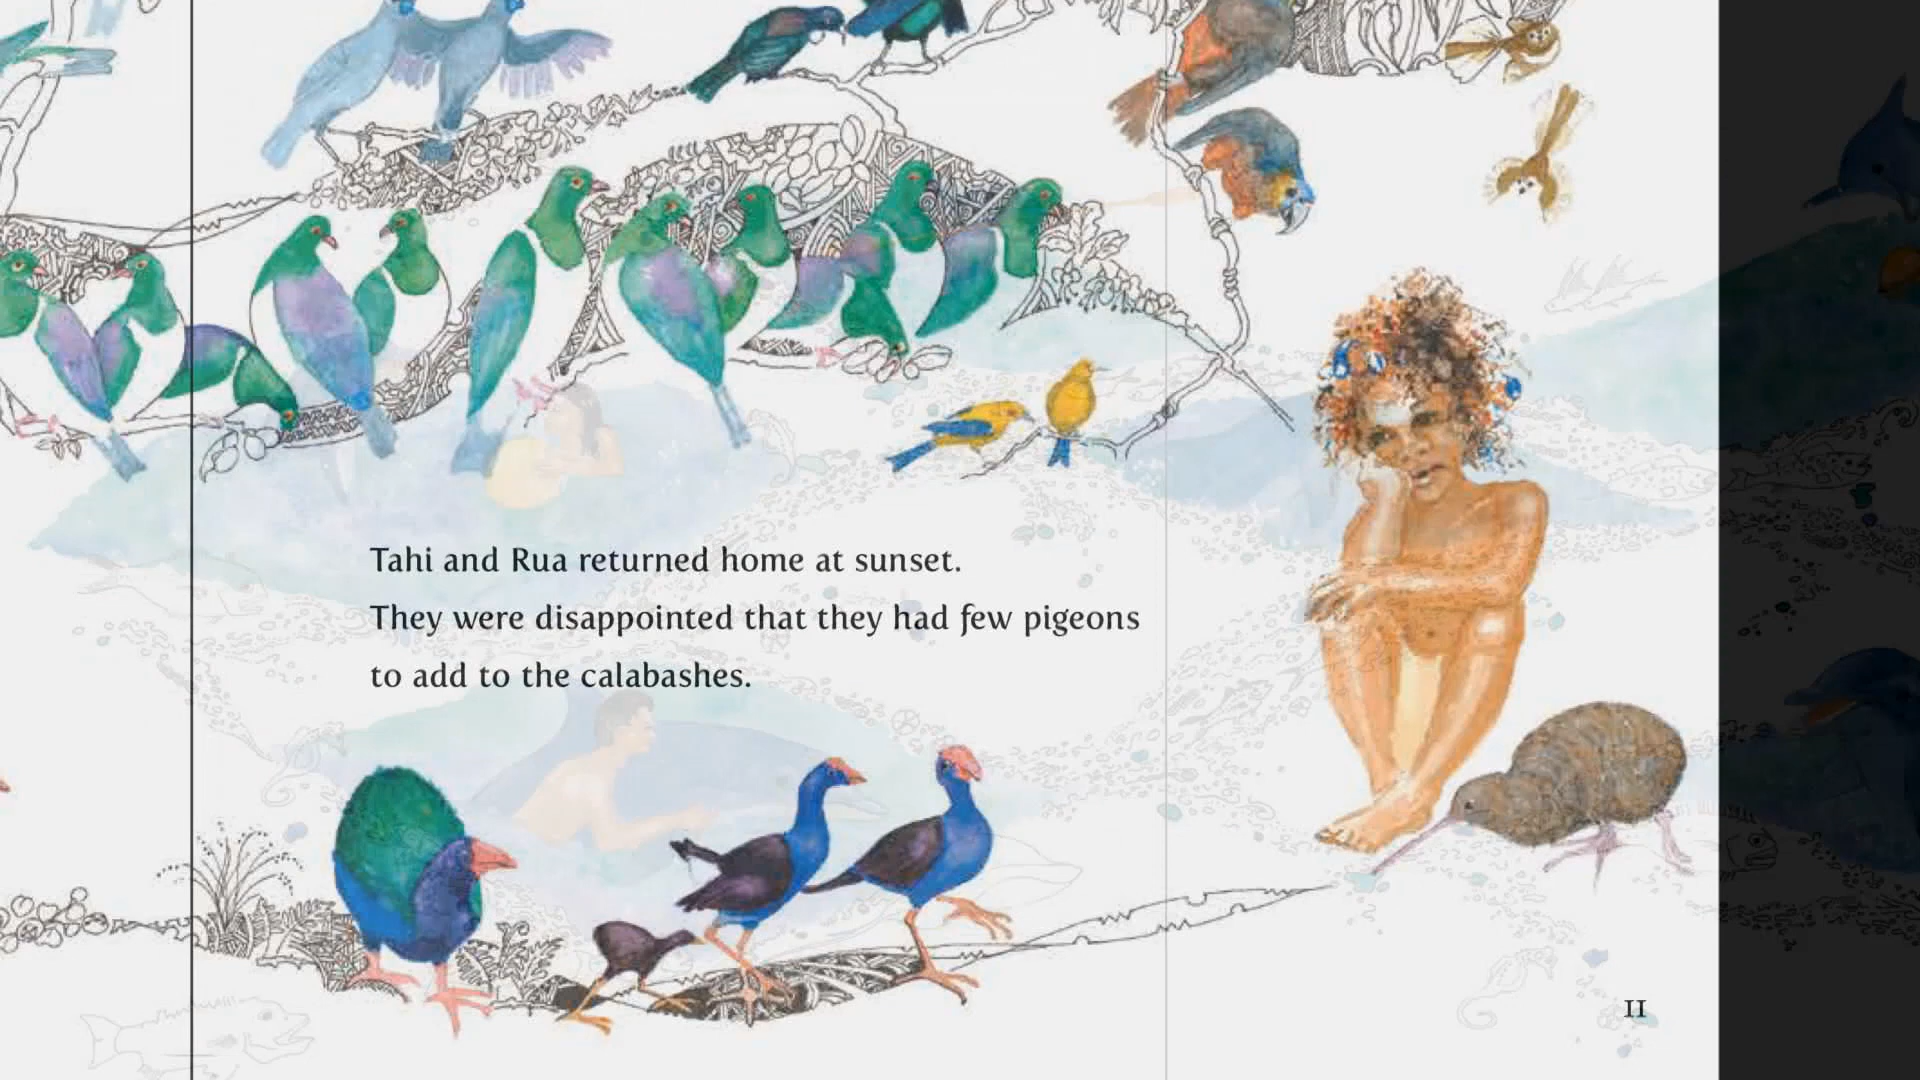 Tahi and Rua returned home at sunset.
They were disappointed that they had few pigeons
to add to the calabashes.
11